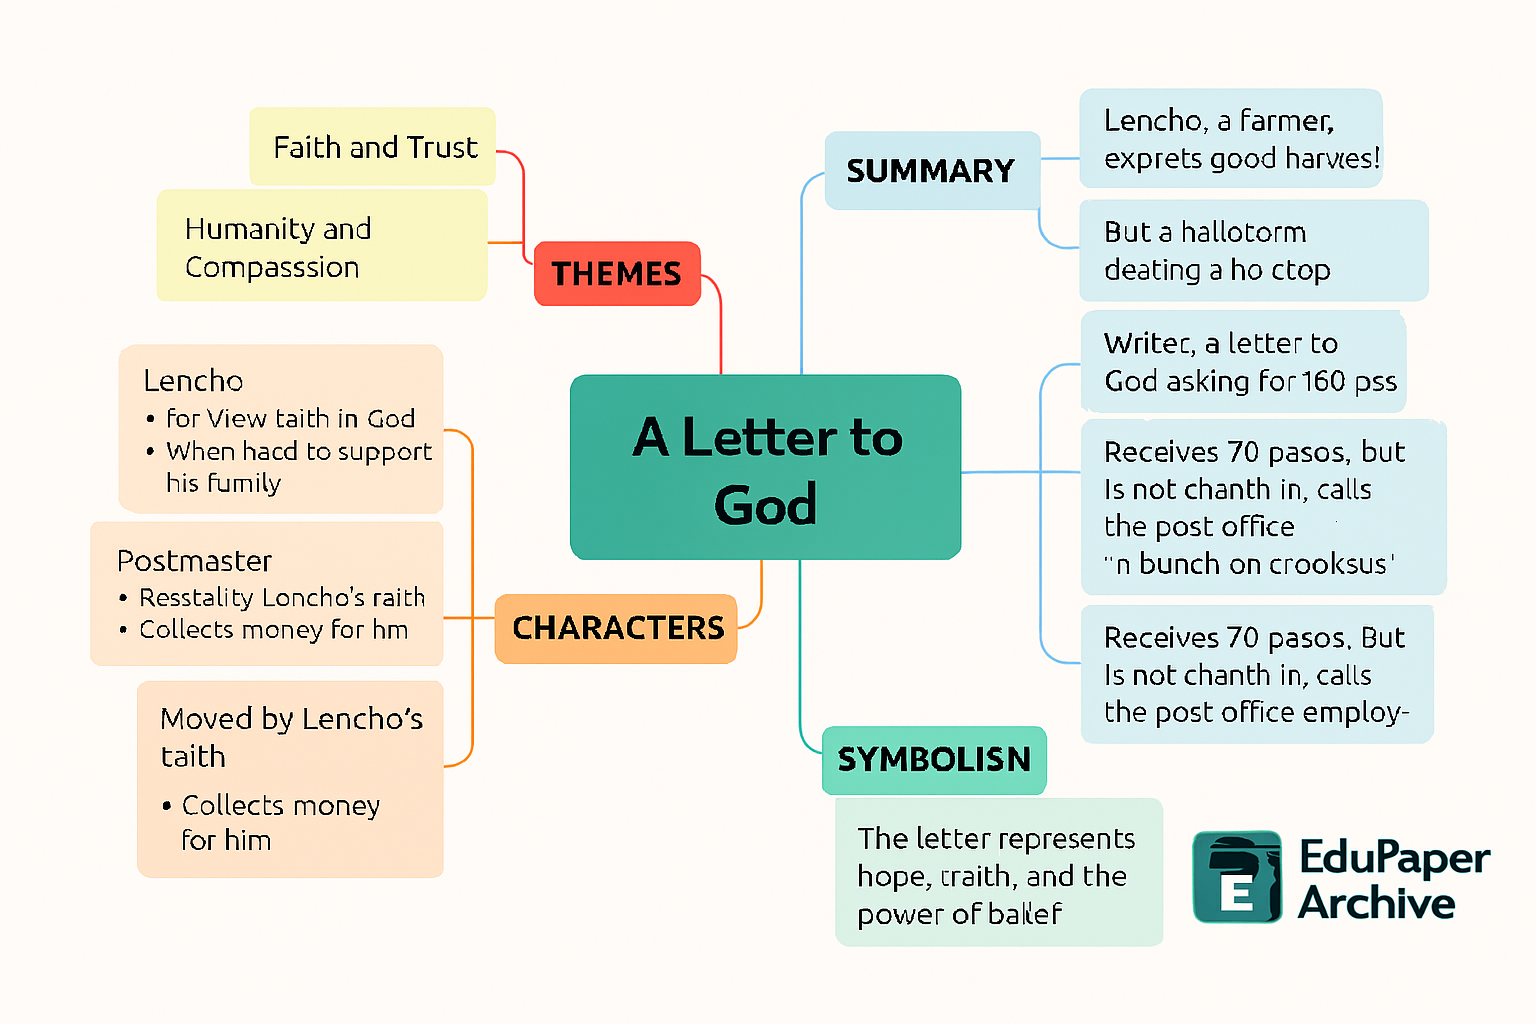 Faith and Trust
Humanity and
Compasssion
THEMES
Lencho
• for View taith in God
• When hacd to support
his fumily
Postmaster
• Resstality Loncho's raith
• Collects money for hm
Moved by Lencho's
taith
• Collects money
for him
CHARACTERS
A Letter to
God
SUMMARY
Lencho, a farmer,
exprets good harvies!
But a hallotorm
deating a ho ctop
Writec, a letter to
God asking for 160 pss
Receives 70 pasos, but
Is not chanth in, calls
the post office
"n bunch on crooksus'
Receives 70 pasos, But
Is not chanth in, calls
the post office employ-
SYMBOLISN
The letter represents
hope, traith, and the
power of balief
E
EduPaper
Archive